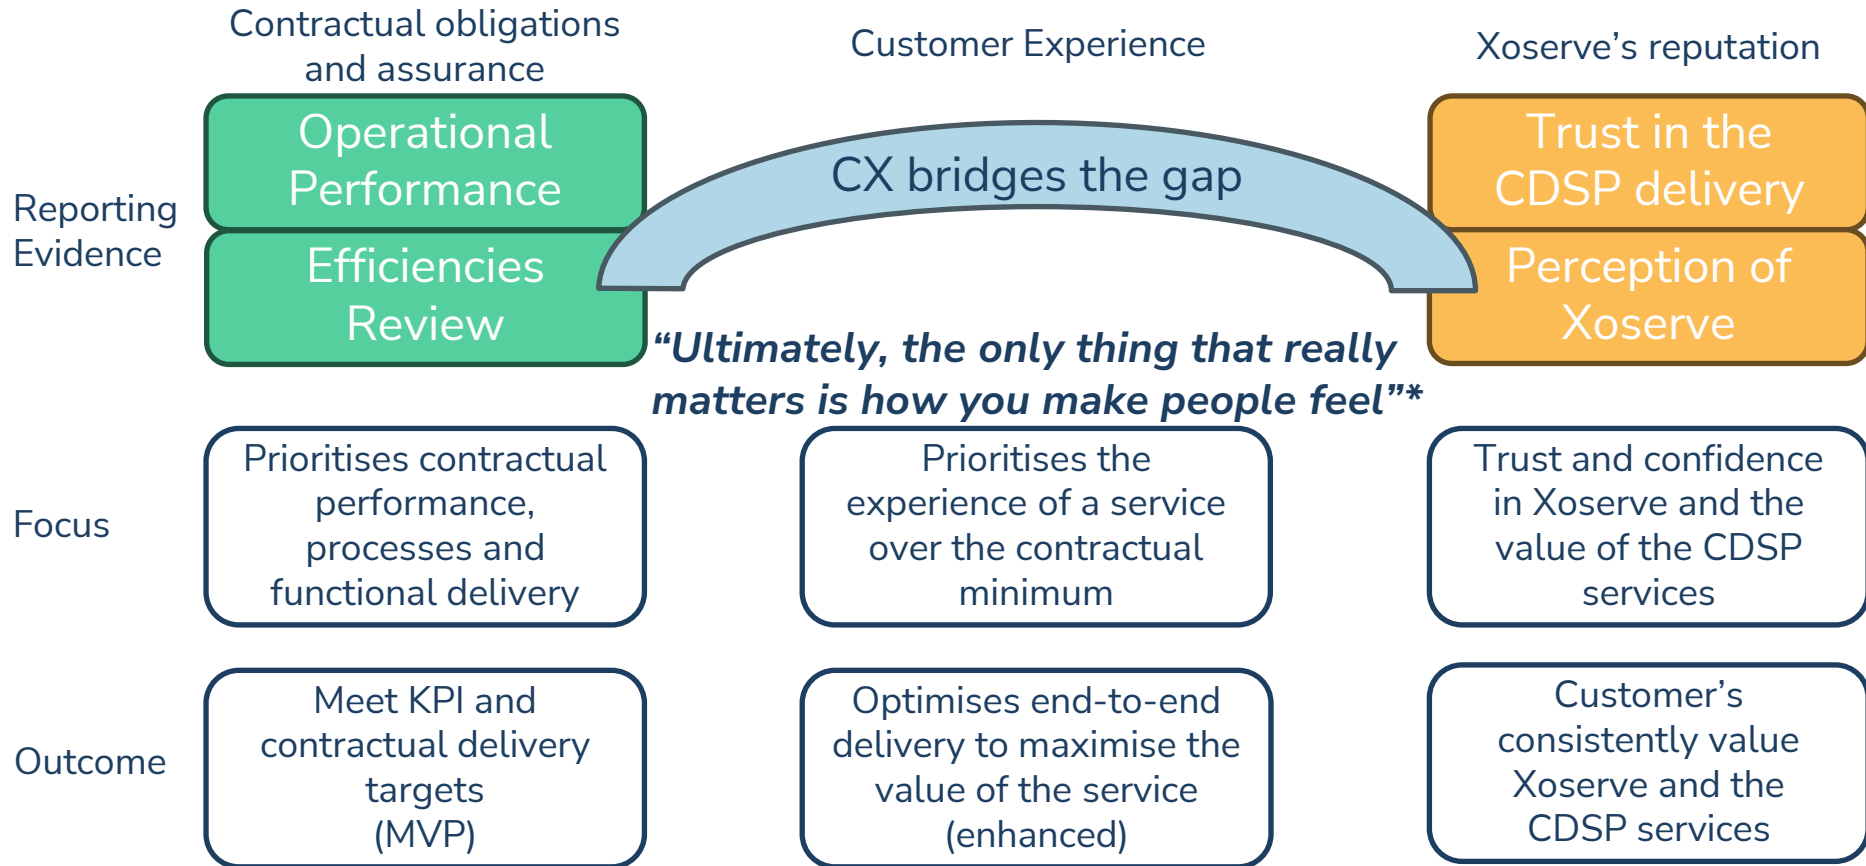 Contractual obligations
and assurance
Customer Experience
Xoserve’s reputation
Reporting
Evidence
Operational
Performance
Efficiencies
Review
CX bridges the gap
Trust in the
CDSP delivery
Perception of
Xoserve
“Ultimately, the only thing that really
matters is how you make people feel”*
Focus
Prioritises contractual
performance,
processes and
functional delivery
Prioritises the
experience of a service
over the contractual
minimum
Trust and confidence
in Xoserve and the
value of the CDSP
services
Outcome
Meet KPI and
contractual delivery
targets
(MVP)
Optimises end-to-end
delivery to maximise the
value of the service
(enhanced)
Customer’s
consistently value
Xoserve and the
CDSP services